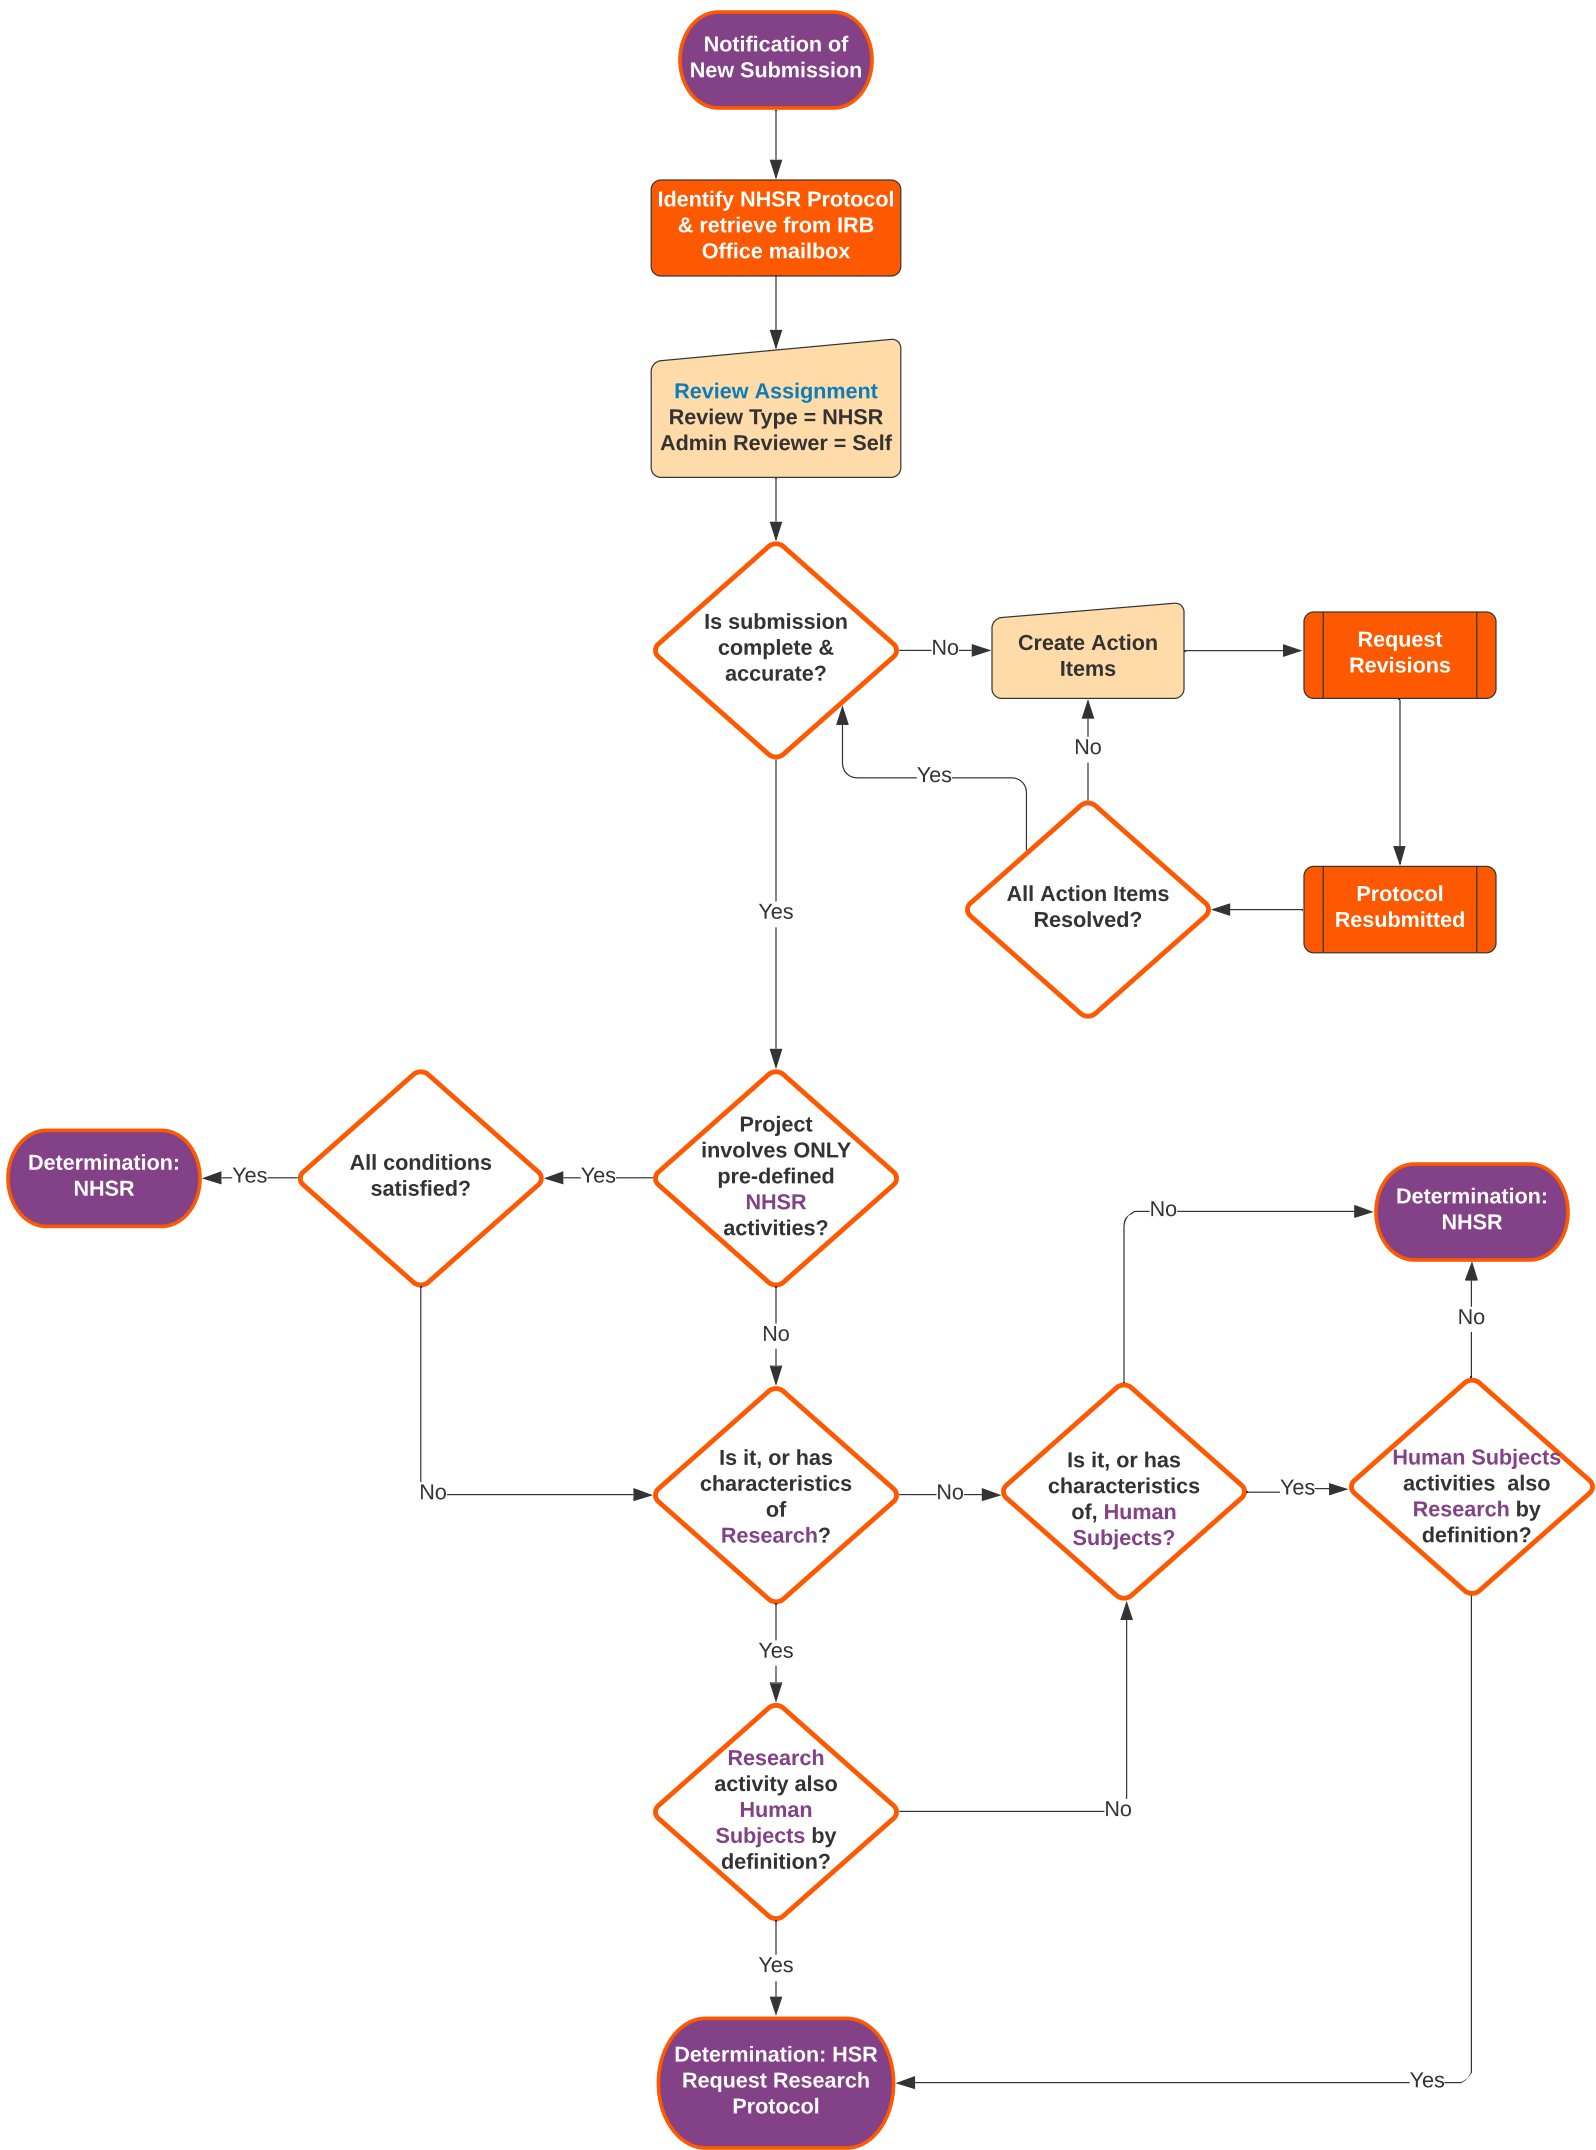 Notification of
New Submission
Identify NHSR Protocol
& retrieve from IRB
Office mailbox
Review Assignment
Review Type = NHSR
Admin Reviewer = Self
Is submission
complete &
accurate?
No
Create Action
Items
Request
Revisions
No
Yes
All Action Items
Resolved?
Protocol
Resubmitted
Yes
Determination:
NHSR
Yes
All conditions
satisfied?
Yes
Project
involves ONLY
pre-defined
NHSR
activities?
Determination:
NHSR
No
No
No
No
Is it, or has
characteristics
of
Research?
No
Is it, or has
characteristics
of, Human
Subjects?
Yes
Human Subjects
activities  also
Research by
definition?
Yes
Research
activity also
Human
Subjects by
definition?
No
Yes
Determination: HSR
Request Research
Protocol
Yes